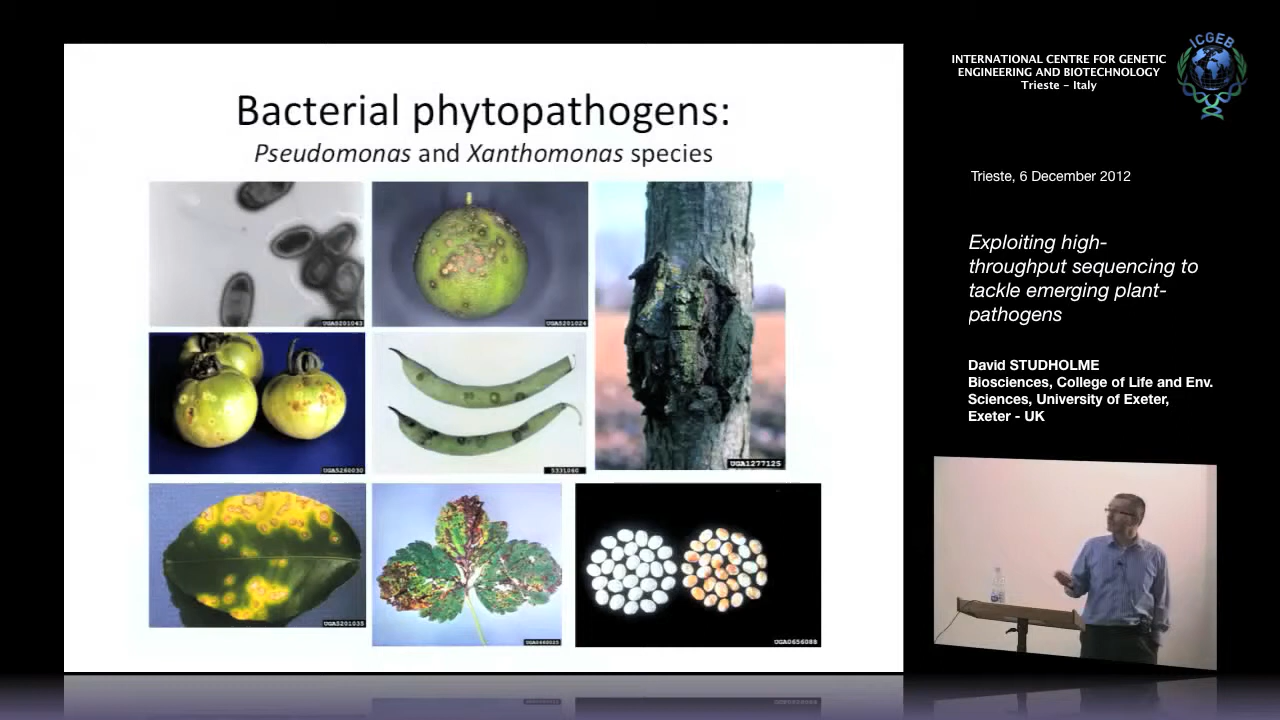 Bacterial phytopathogens:
Pseudomonas and Xanthomonas species
UGA5201043
UGA5201024
UGA1277125
UGA5260030
5331060
UGA5201035
UGA0656088
ICGEB
INTERNATIONAL CENTRE FOR GENETIC
ENGINEERING AND BIOTECHNOLOGY
Trieste – Italy
Trieste, 6 December 2012
Exploiting high-
throughput sequencing to
tackle emerging plant-
pathogens
David STUDHOLME
Biosciences, College of Life and Env.
Sciences, University of Exeter,
Exeter - UK